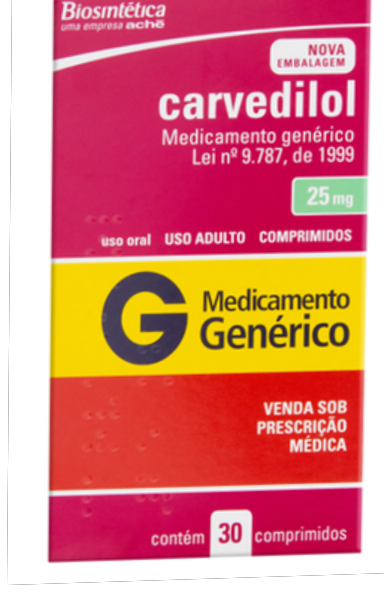 Biosintética
uma empresa achē
NOVA
EMBALAGEM
carvedilol
Medicamento genérico
Lei nº 9.787, de 1999
25 mg
uso oral USO ADULTO COMPRIMIDOS
G Medicamento
Genérico
VENDA SOB
PRESCRIÇÃO
MÉDICA
contém 30 comprimidos